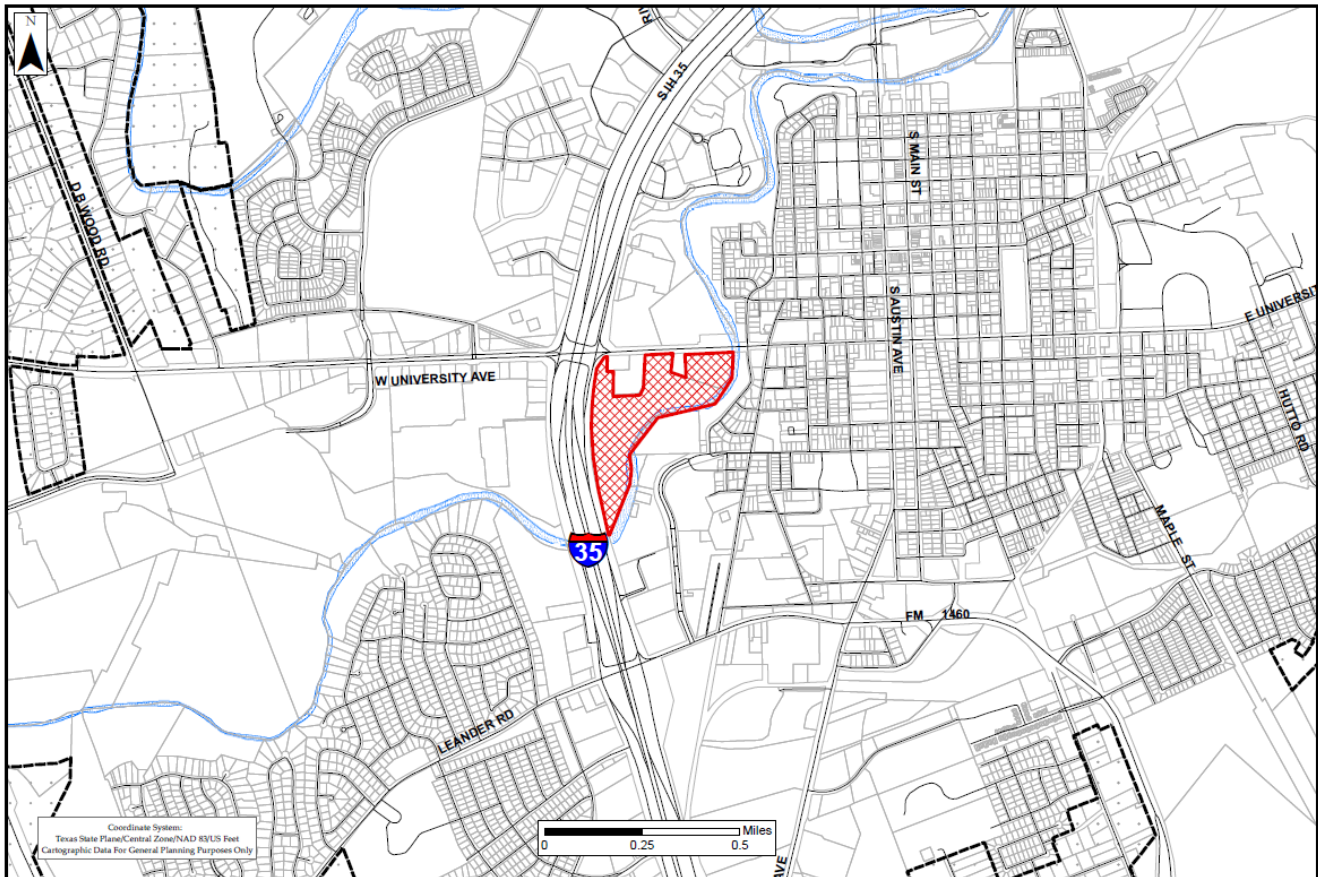 N
RI
S IH 35
S MAIN ST
D B WOOD RD
S AUSTIN AVE
E UNIVERSIT
W UNIVERSITY AVE
HUTTO RD
MAPLE ST
35
FM 1460
LEANDER RD
AVE
Coordinate System:
Texas State Plane/Central Zone/NAD 83/US Feet
Cartographic Data For General Planning Purposes Only
Miles
0 0.25 0.5